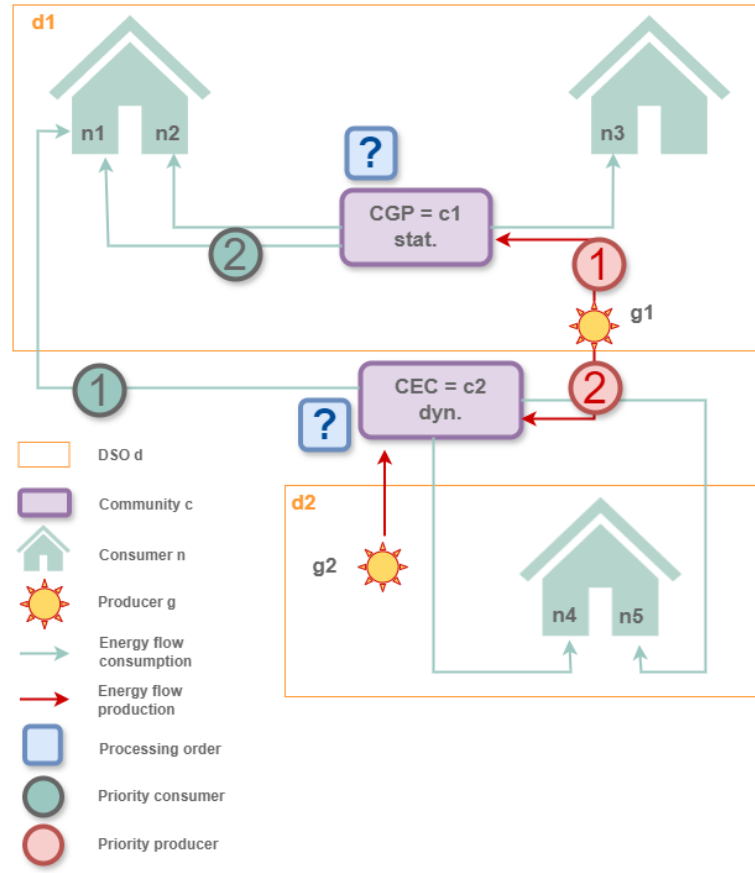 d1
n1
n2
n3
?
CGP = c1
stat.
2
1
g1
1
CEC = c2
dyn.
2
?
DSO d
d2
Community c
Consumer n
g2
Producer g
n4
n5
Energy flow
consumption
Energy flow
production
Processing order
Priority consumer
Priority producer